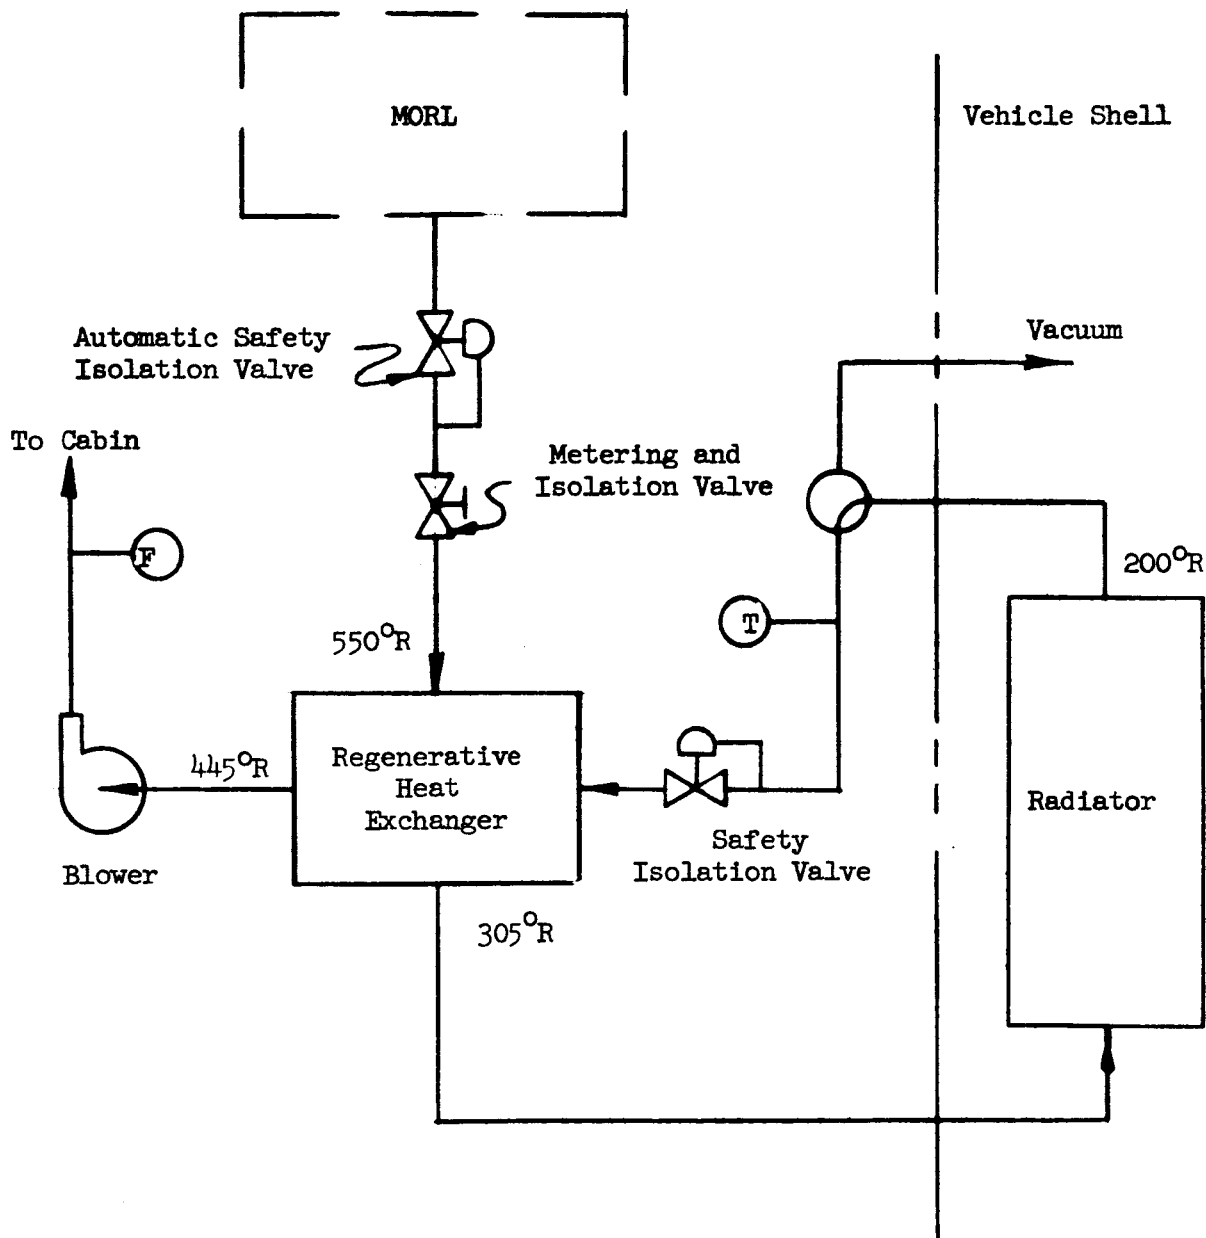 MORL
Vehicle Shell
Automatic Safety
Isolation Valve
Vacuum
To Cabin
Metering and
Isolation Valve
F
200°R
T
550°R
445°R
Regenerative
Heat
Exchanger
Radiator
Safety
Isolation Valve
Blower
305°R